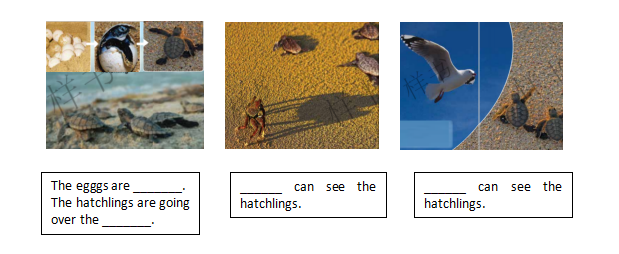 The egggs are _______.
The hatchlings are going
over the _______.
______ can see the
hatchlings.
______ can see the
hatchlings.